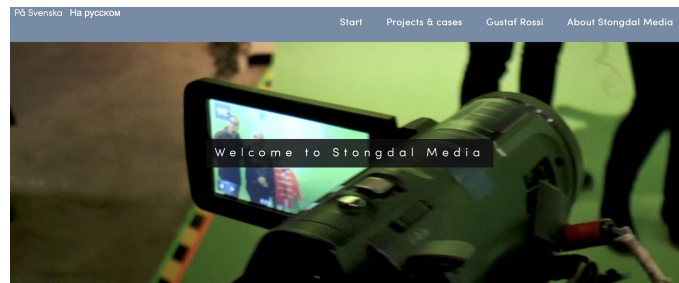 På Svenska На русском
Start Projects & cases Gustaf Rossi About Stongdal Media
Welcome to Stongdal Media